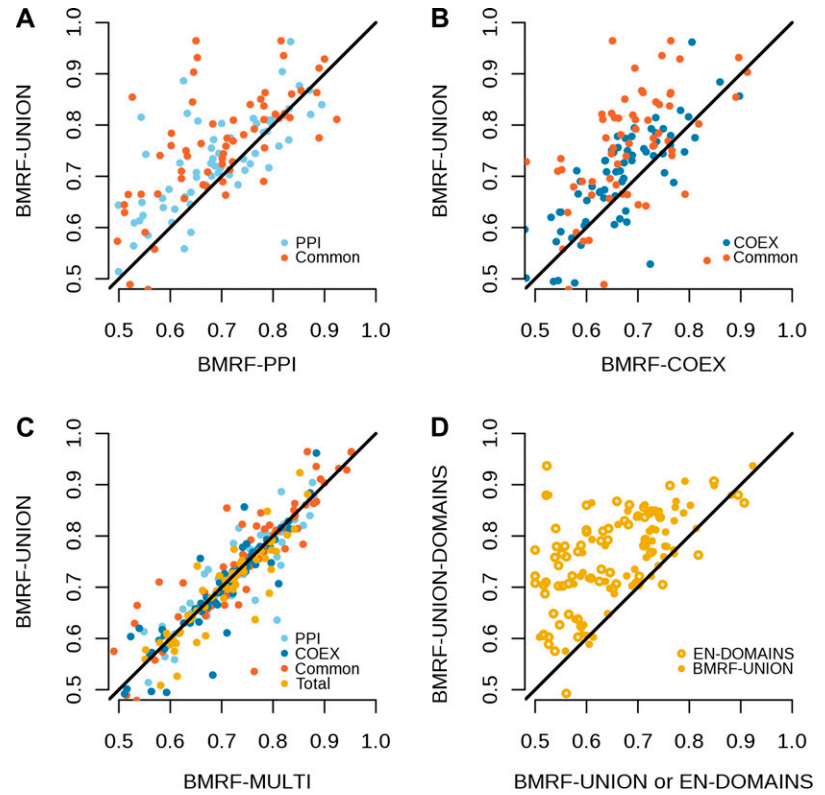 A
BMRF-UNION
0.5 0.6 0.7 0.8 0.9 1.0
PPI
Common
0.5 0.6 0.7 0.8 0.9 1.0
BMRF-PPI
B
BMRF-UNION
0.5 0.6 0.7 0.8 0.9 1.0
COEX
Common
0.5 0.6 0.7 0.8 0.9 1.0
BMRF-COEX
C
BMRF-UNION
0.5 0.6 0.7 0.8 0.9 1.0
PPI
COEX
Common
Total
0.5 0.6 0.7 0.8 0.9 1.0
BMRF-MULTI
D
BMRF-UNION-DOMAINS
0.5 0.6 0.7 0.8 0.9 1.0
EN-DOMAINS
BMRF-UNION
0.5 0.6 0.7 0.8 0.9 1.0
BMRF-UNION or EN-DOMAINS